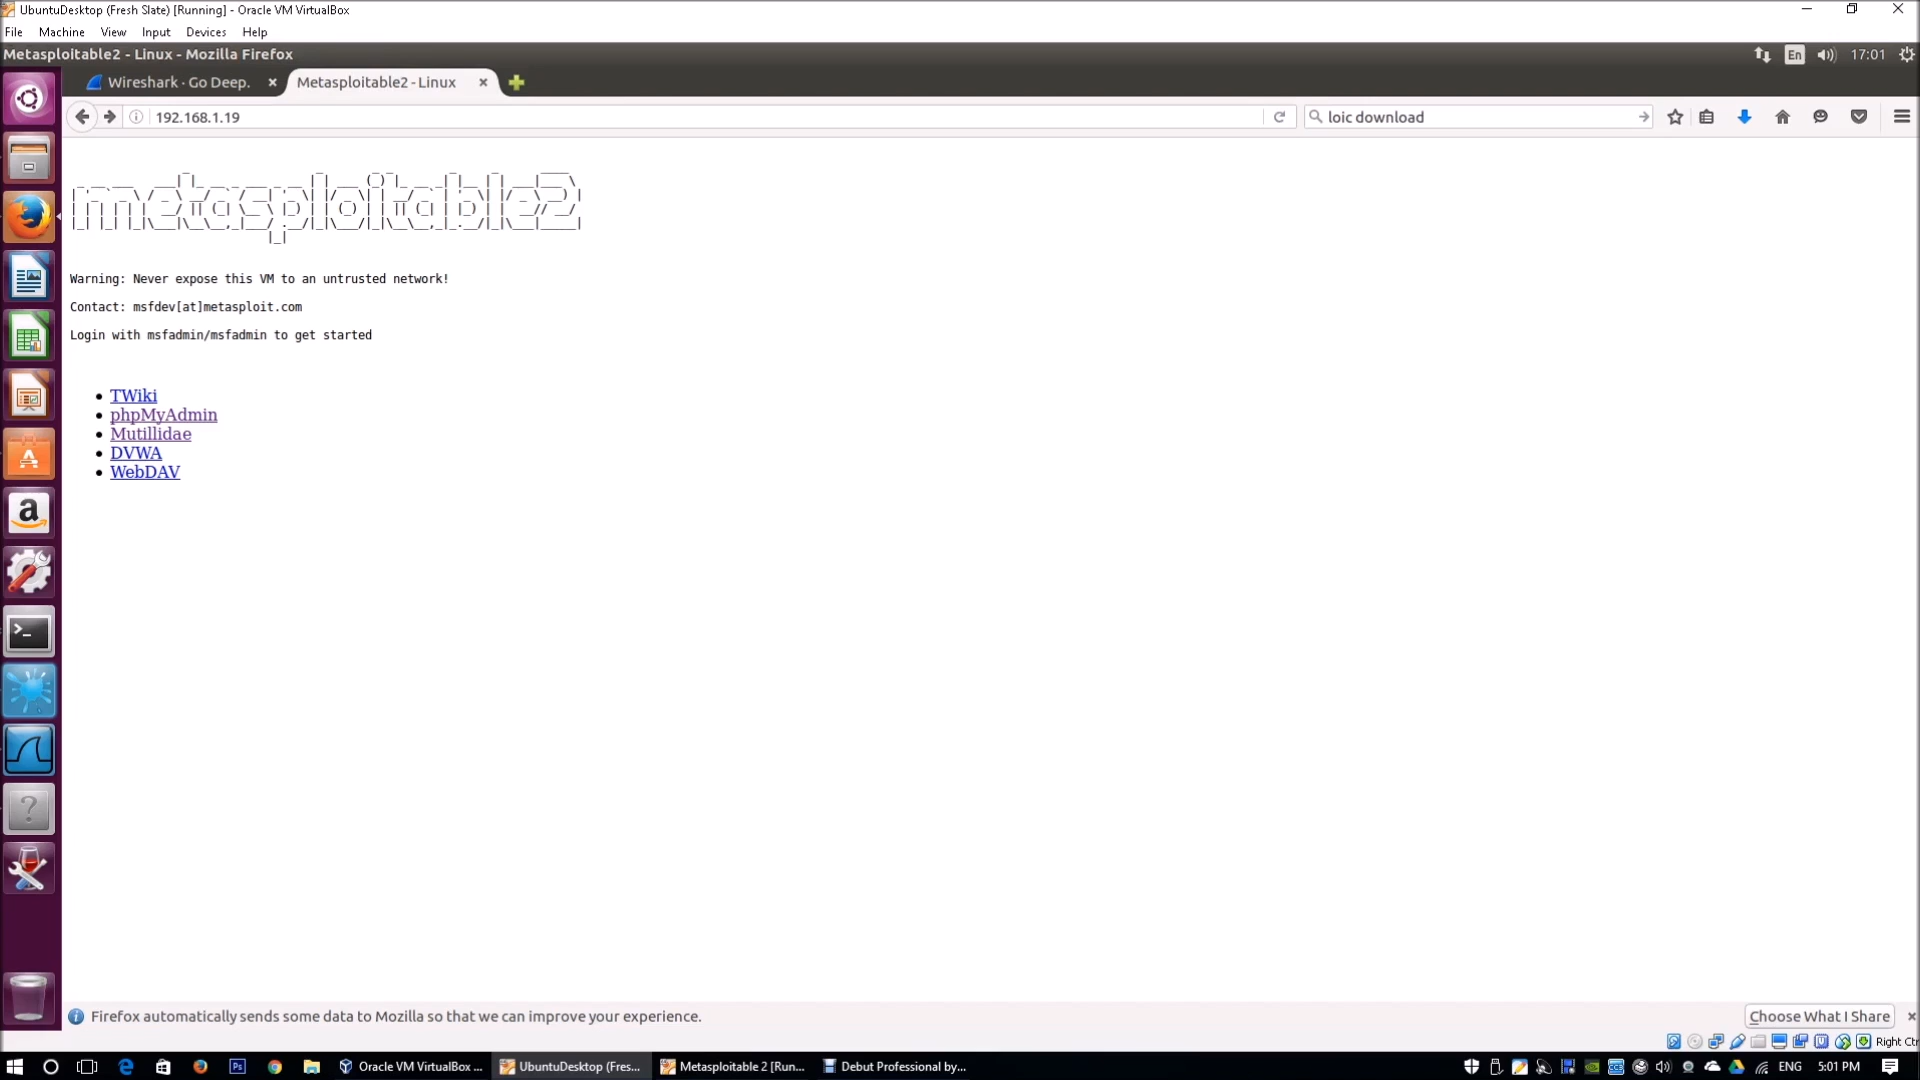 UbuntuDesktop (Fresh Slate) [Running] - Oracle VM VirtualBox
File Machine View Input Devices Help
Metasploitable2 - Linux - Mozilla Firefox
En 17:01
Wireshark · Go Deep.
Metasploitable2 - Linux
192.168.1.19
loic download
metasploitable2
Warning: Never expose this VM to an untrusted network!
Contact: msfdev[at]metasploit.com
Login with msfadmin/msfadmin to get started
TWiki
phpMyAdmin
Mutillidae
DVWA
WebDAV
Firefox automatically sends some data to Mozilla so that we can improve your experience.
Choose What I Share
Right Ctrl
Oracle VM VirtualBox ...
UbuntuDesktop (Fres...
Metasploitable 2 [Run...
Debut Professional by...
ENG
5:01 PM